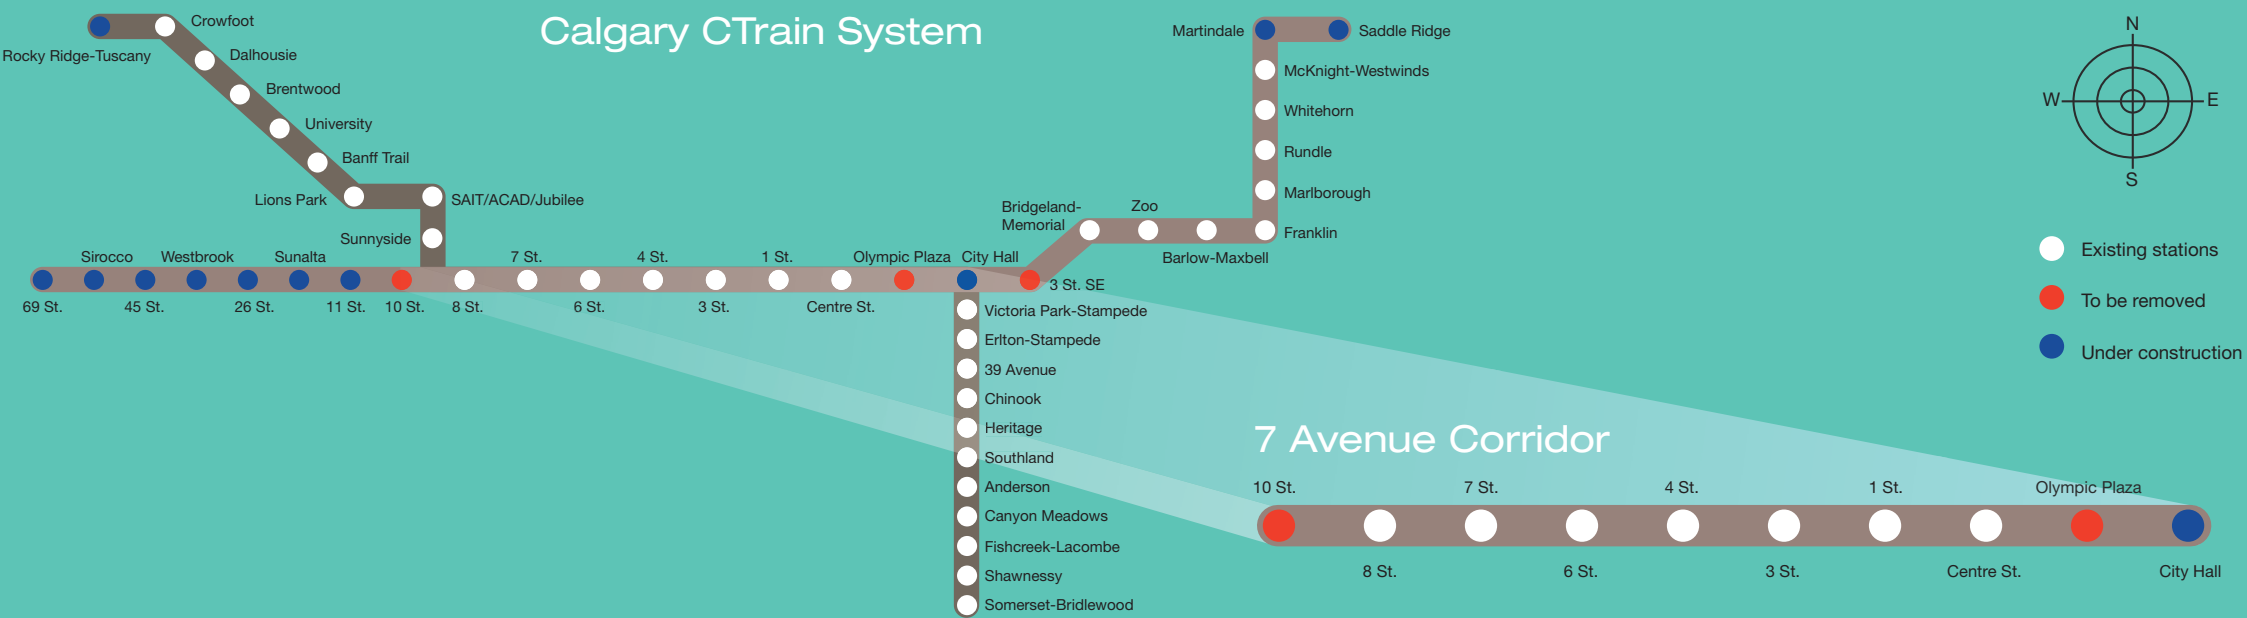 Calgary CTrain System
Crowfoot
Rocky Ridge-Tuscany
Dalhousie
Brentwood
University
Banff Trail
Lions Park
SAIT/ACAD/Jubilee
Sunnyside
Sirocco
Westbrook
Sunalta
7 St.
4 St.
1 St.
Olympic Plaza
City Hall
69 St.
45 St.
26 St.
11 St.
10 St.
8 St.
6 St.
3 St.
Centre St.
3 St. SE
Bridgeland-
Memorial
Zoo
Barlow-Maxbell
Franklin
Marlborough
Rundle
Whitehorn
McKnight-Westwinds
Martindale
Saddle Ridge
Victoria Park-Stampede
Erlton-Stampede
39 Avenue
Chinook
Heritage
Southland
Anderson
Canyon Meadows
Fishcreek-Lacombe
Shawnessy
Somerset-Bridlewood
N
W
E
S
Existing stations
To be removed
Under construction
7 Avenue Corridor
10 St.
7 St.
4 St.
1 St.
Olympic Plaza
8 St.
6 St.
3 St.
Centre St.
City Hall